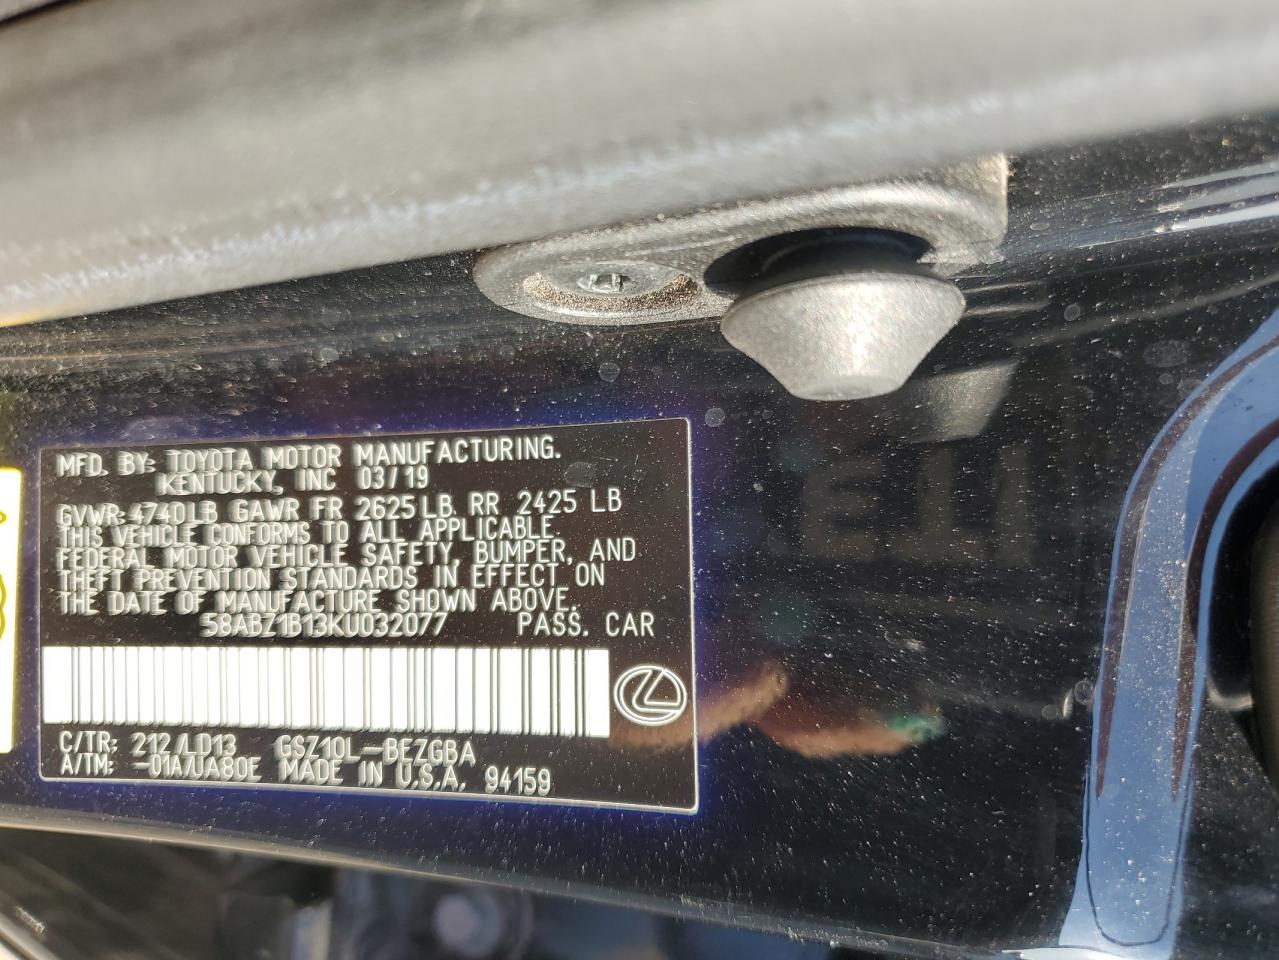 MFD. BY: TOYOTA MOTOR MANUFACTURING.
KENTUCKY, INC 03/19
GVWR 4740LB GAWR FR 2625LB RR 2425 LB
THIS VEHICLE CONFORMS TO ALL APPLICABLE
FEDERAL MOTOR VEHICLE SAFETY, BUMPER, AND
THEFT PREVENTION STANDARDS IN EFFECT ON
THE DATE OF MANUFACTURE SHOWN ABOVE.
58ABZ1B13KU032077 PASS. CAR
C/TR: 212/LD13 GSZ10L-BEZGBA
A/TM: -01A/UA80E MADE IN U.S.A. 94159